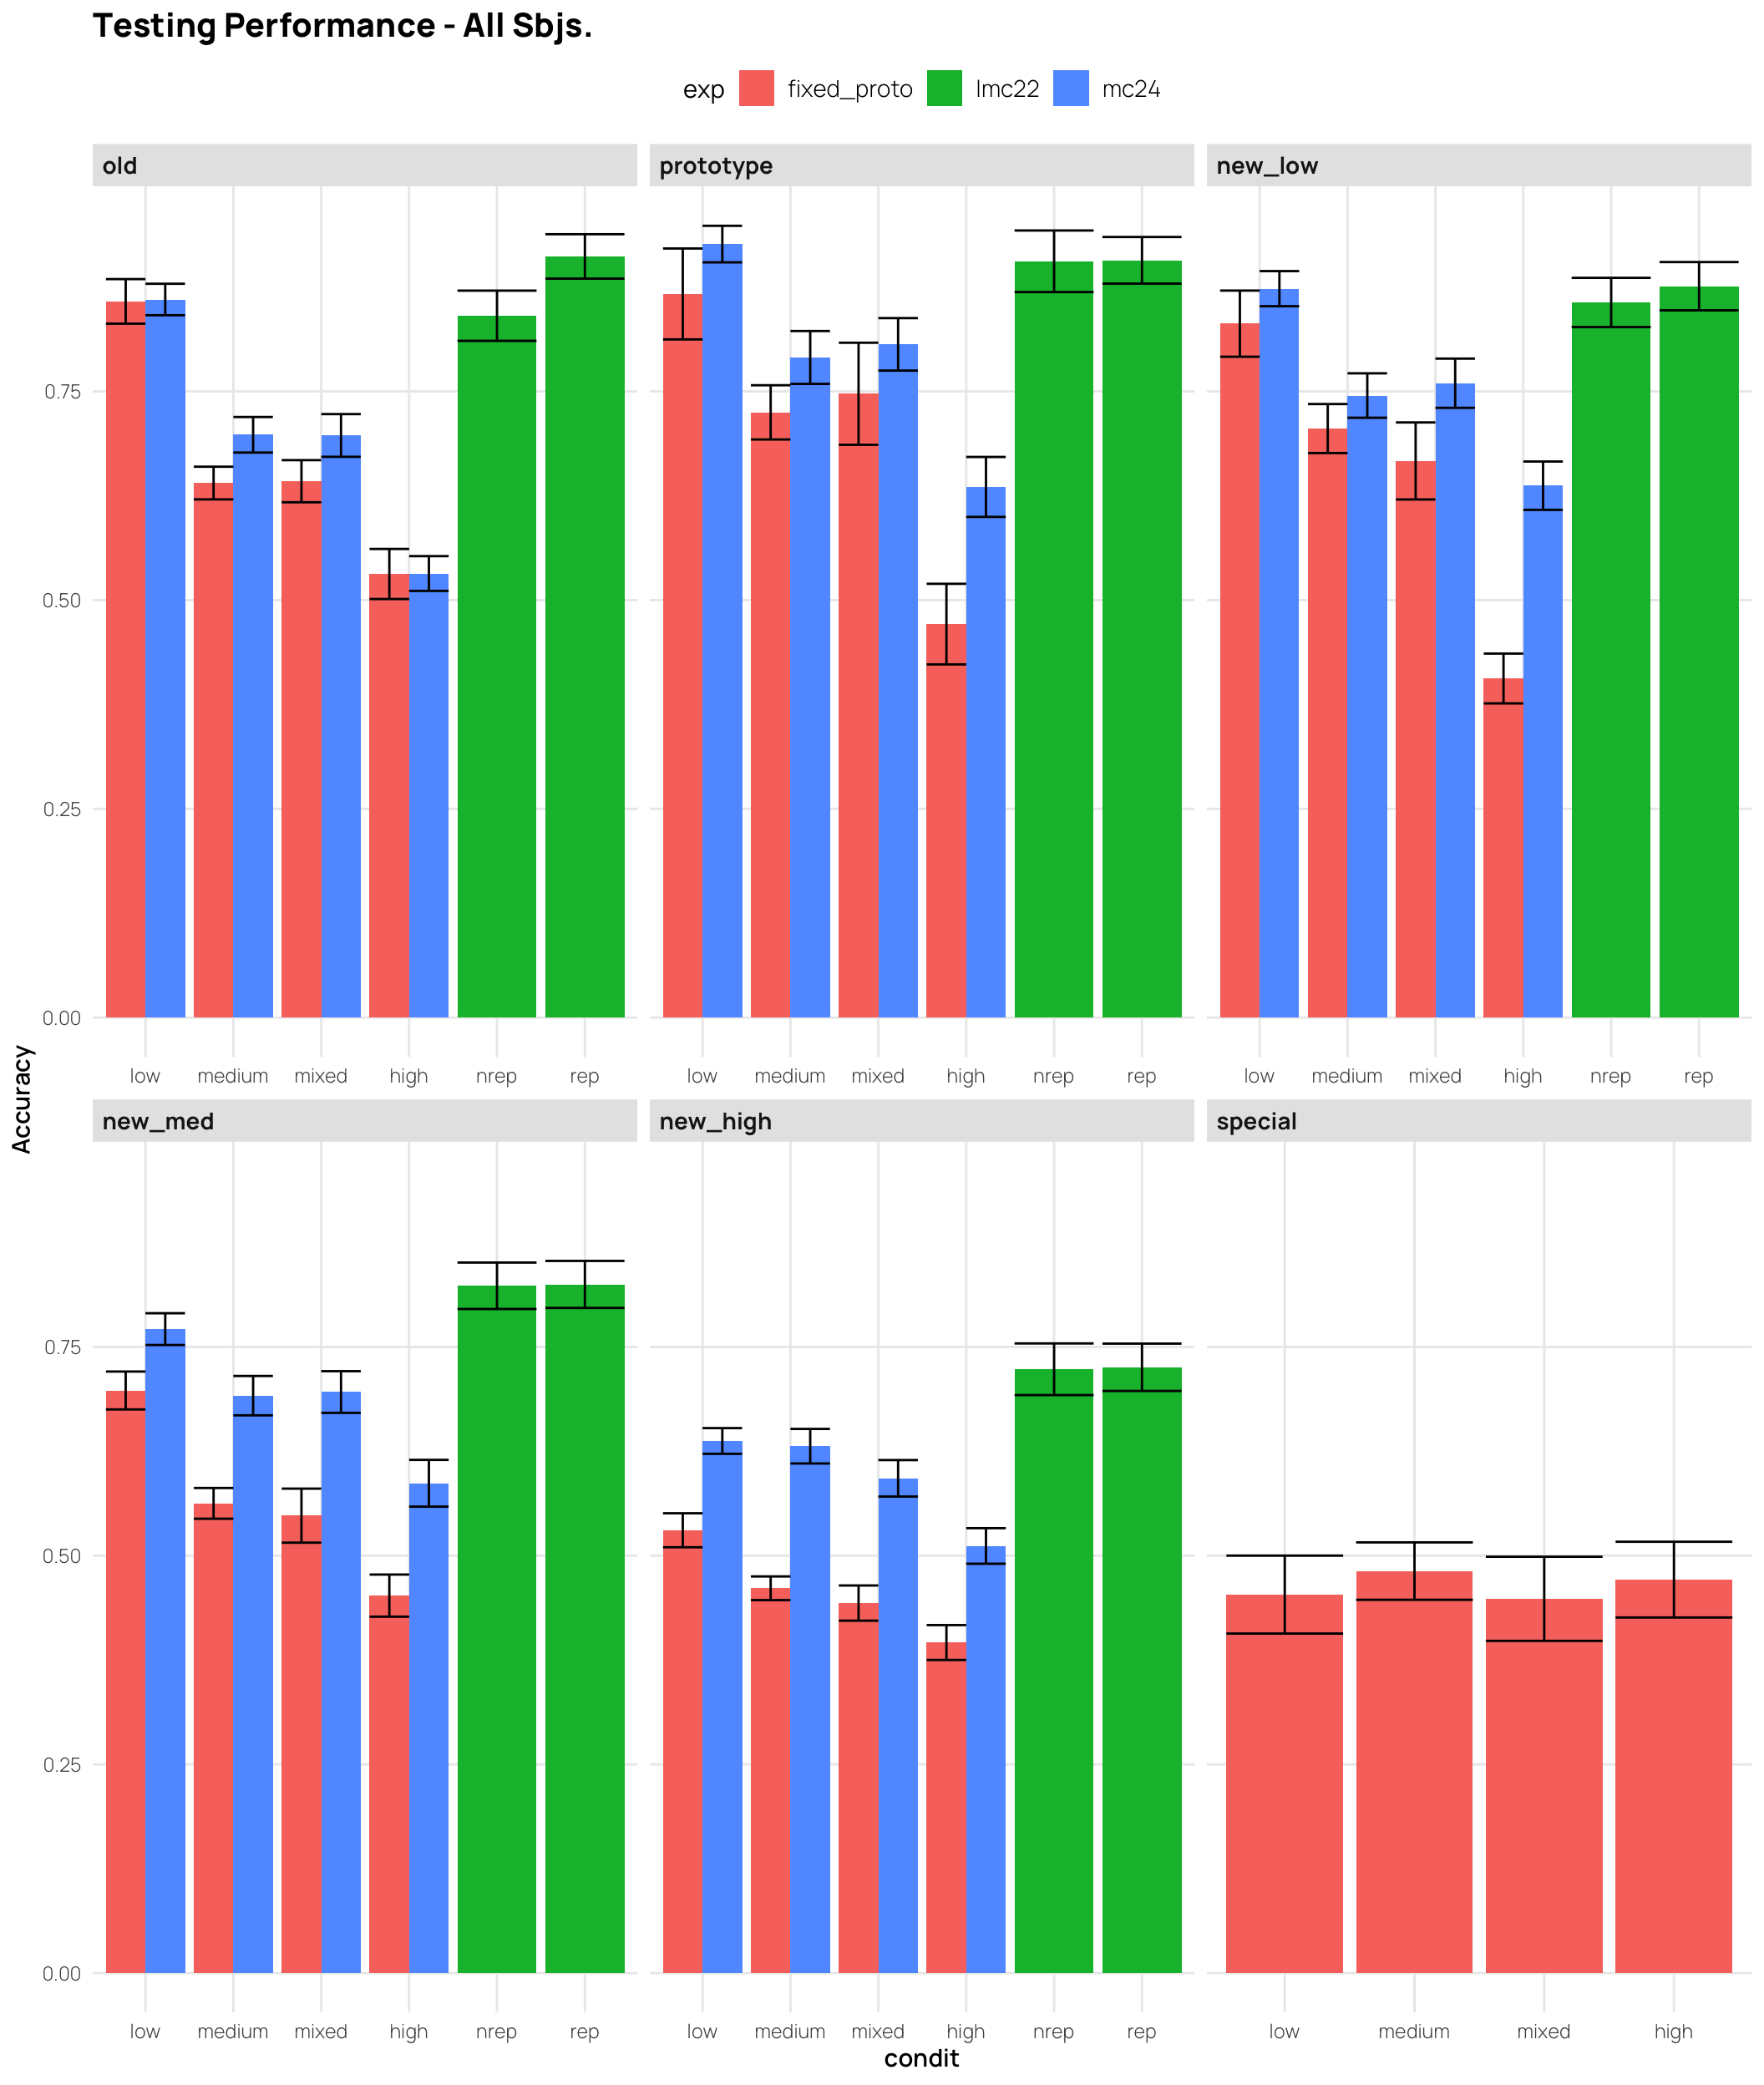 Testing Performance - All Sbjs.
exp fixed_proto lmc22 mc24
old prototype new_low
0.75
0.50
0.25
0.00
low medium mixed high nrep rep low medium mixed high nrep rep low medium mixed high nrep rep
Accuracy
new_med new_high special
0.75
0.50
0.25
0.00
low medium mixed high nrep rep low medium mixed high nrep rep low medium mixed high
condit